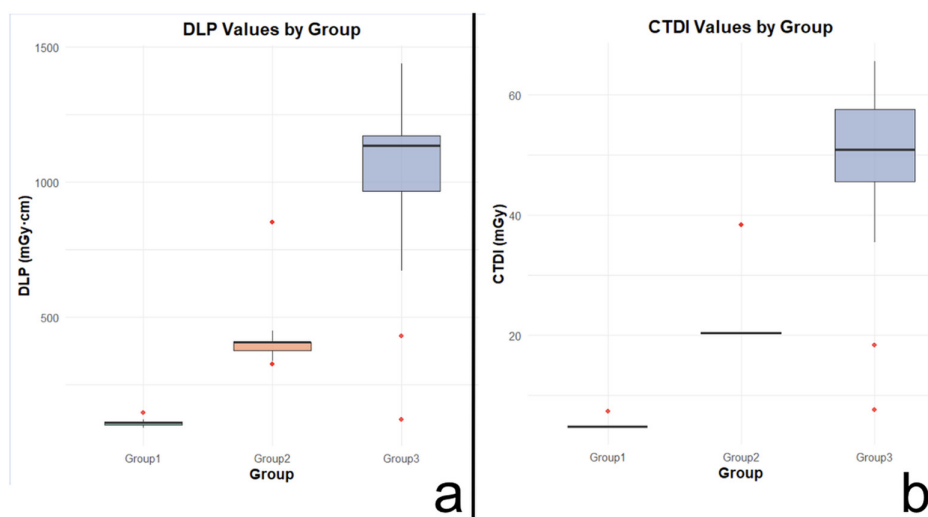 DLP Values by Group
1500
1000
500
DLP (mGy·cm)
Group1
Group2
Group3
Group
a
CTDI Values by Group
60
40
20
CTDI (mGy)
Group1
Group2
Group3
Group
b